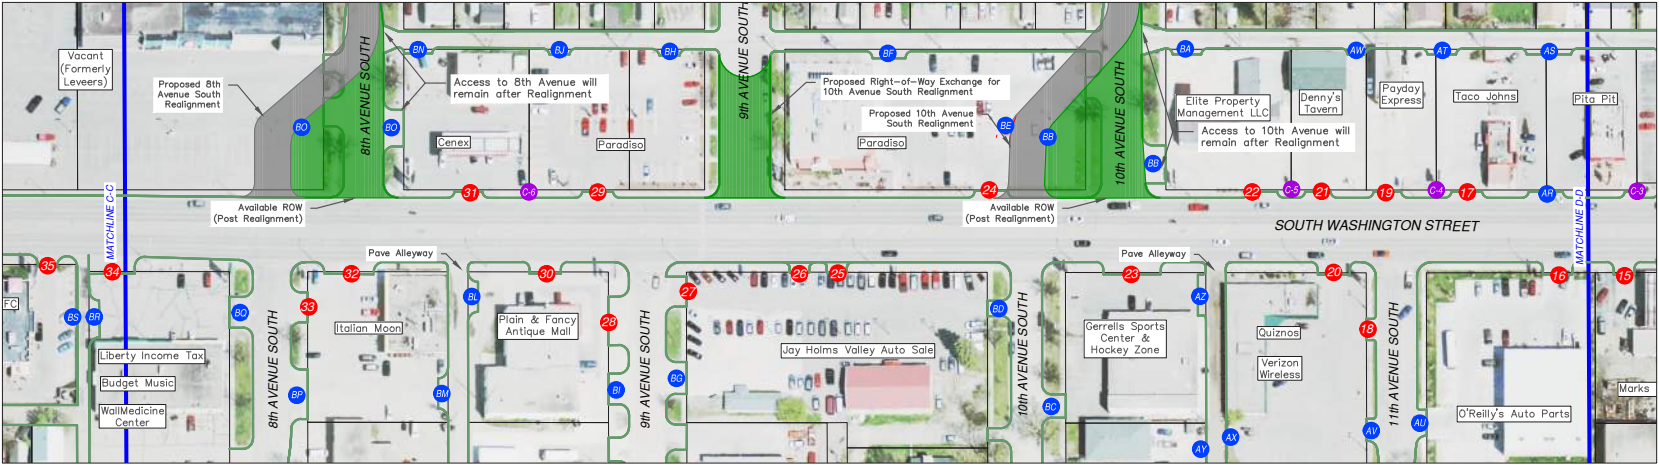 Vacant
(Formerly
Leevers)
MATCHLINE C-C
Proposed 8th
Avenue South
Realignment
BO
8th AVENUE SOUTH
BO
BN
BJ
BH
Access to 8th Avenue will
remain after Realignment
Cenex
Paradiso
Available ROW
(Post Realignment)
31
C-6
29
9th AVENUE SOUTH
BF
Proposed Right-of-Way Exchange for
10th Avenue South Realignment
Proposed 10th Avenue
South Realignment
Paradiso
BE
BB
24
Available ROW
(Post Realignment)
10th AVENUE SOUTH
BB
BA
AW
AT
AS
Elite Property
Management LLC
Access to 10th Avenue will
remain after Realignment
Denny's
Tavern
Payday
Express
Taco Johns
Pita Pit
22
C-5
21
19
C-4
17
AR
C-3
MATCHLINE D-D
SOUTH WASHINGTON STREET
35
34
FC
BS
BR
BQ
Liberty Income Tax
Budget Music
WallMedicine
Center
8th AVENUE SOUTH
33
BP
32
Italian Moon
BM
Pave Alleyway
BL
30
Plain & Fancy
Antique Mall
28
BI
9th AVENUE SOUTH
27
BG
26
25
Jay Holms Valley Auto Sale
BD
10th AVENUE SOUTH
BC
23
Gerrells Sports
Center &
Hockey Zone
Pave Alleyway
AZ
AY
AX
20
Quiznos
Verizon
Wireless
18
AV
11th AVENUE SOUTH
AU
16
O'Reilly's Auto Parts
15
Marks